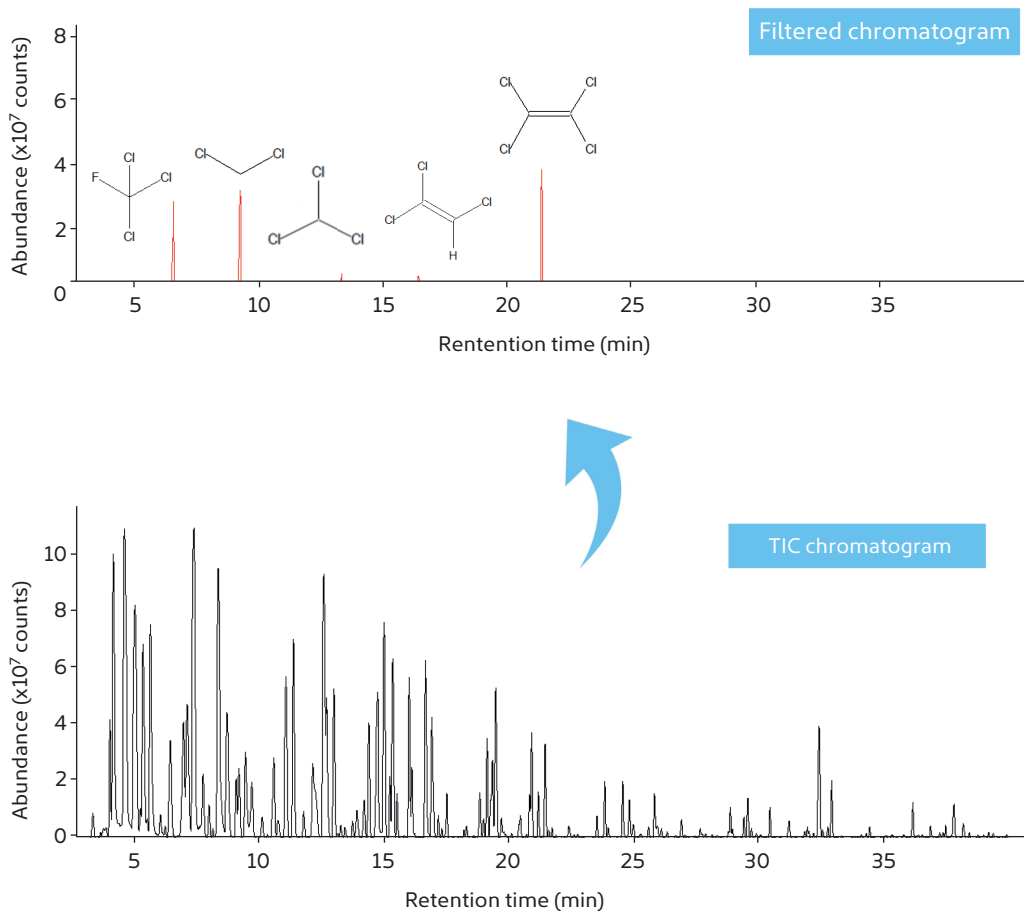 Filtered chromatogram
Abundance (x10⁷ counts)
8
6
4
2
0
Cl
F
Cl
Cl
Cl
Cl
Cl
Cl
Cl
Cl
Cl
Cl
H
Cl
Cl
Cl
Cl
5
10
15
20
25
30
35
Rentention time (min)
TIC chromatogram
Abundance (x10⁷ counts)
10
8
6
4
2
0
5
10
15
20
25
30
35
Retention time (min)